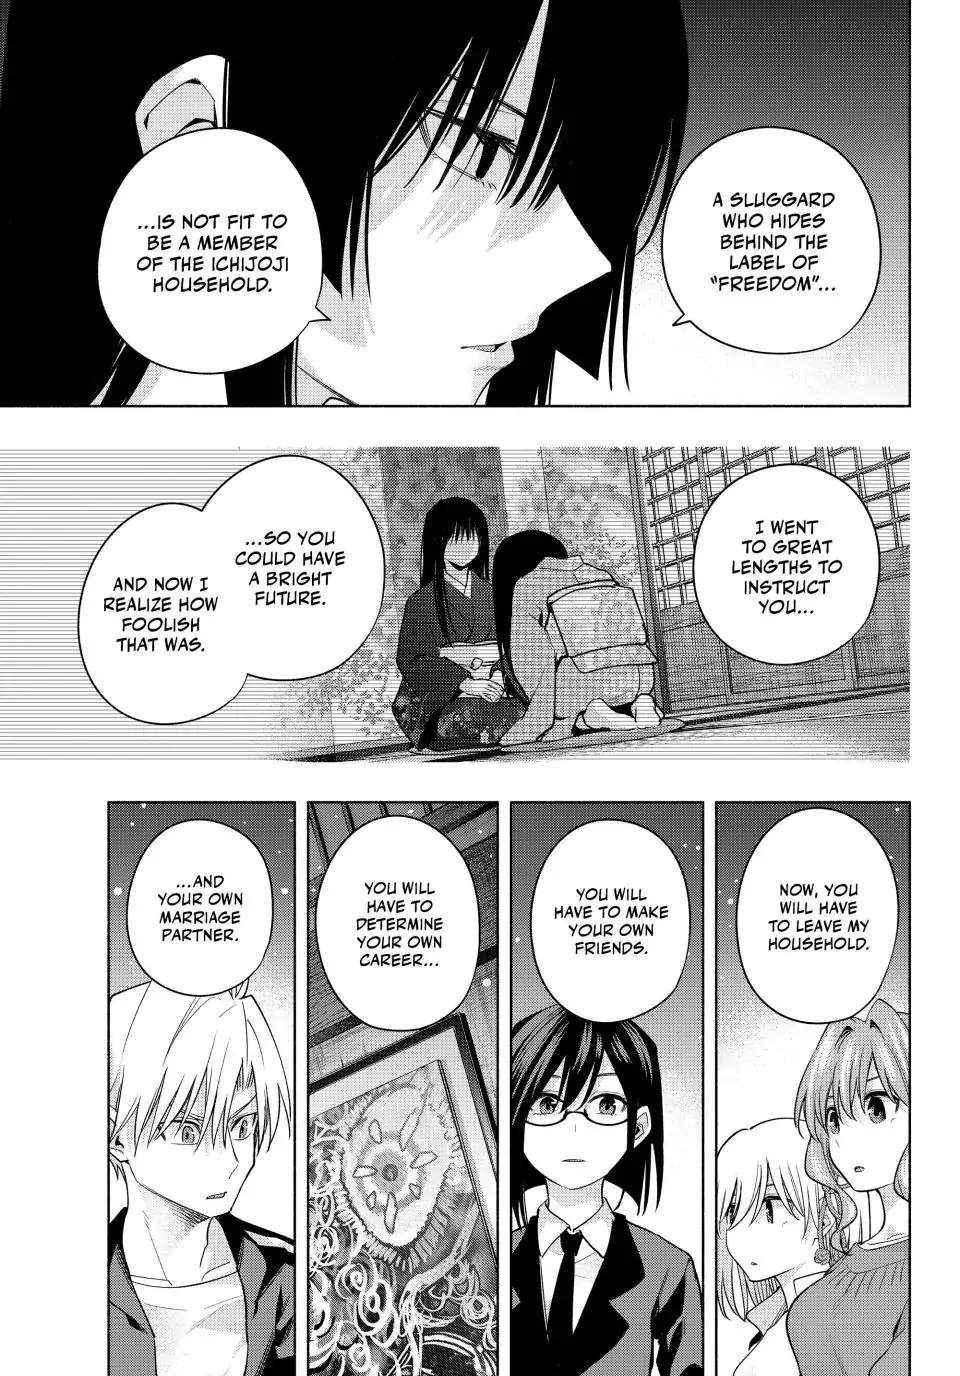 A SLUGGARD
WHO HIDES
BEHIND THE
LABEL OF
"FREEDOM"...
...IS NOT FIT TO
BE A MEMBER
OF THE ICHIJOJI
HOUSEHOLD.
I WENT
TO GREAT
LENGTHS TO
INSTRUCT
YOU...
...SO YOU
COULD HAVE
A BRIGHT
FUTURE.
AND NOW I
REALIZE HOW
FOOLISH
THAT WAS.
NOW, YOU
WILL HAVE
TO LEAVE MY
HOUSEHOLD.
YOU WILL
HAVE TO MAKE
YOUR OWN
FRIENDS.
YOU WILL
HAVE TO
DETERMINE
YOUR OWN
CAREER...
...AND
YOUR OWN
MARRIAGE
PARTNER.